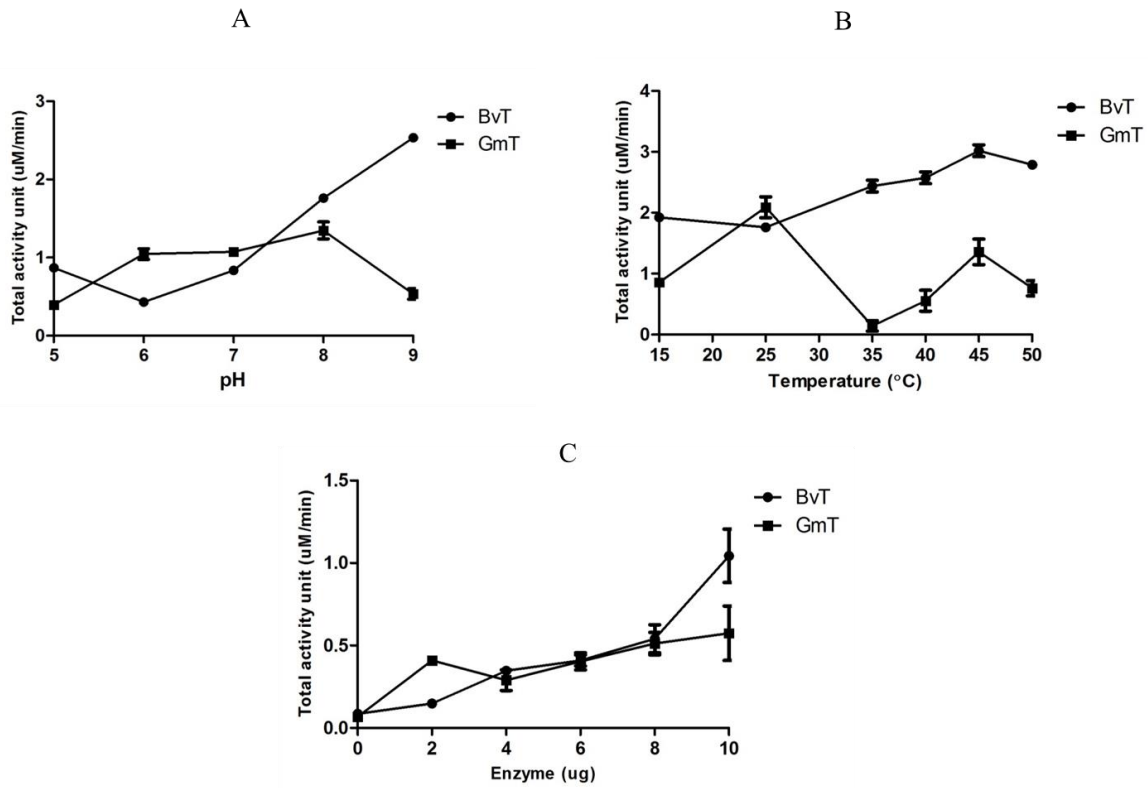 A
Total activity unit (uM/min)
3
2
1
0
5 6 7 8 9
pH
BvT
GmT
B
Total activity unit (uM/min)
4
3
2
1
0
15 20 25 30 35 40 45 50
Temperature (°C)
BvT
GmT
C
Total activity unit (uM/min)
1.5
1.0
0.5
0.0
0 2 4 6 8 10
Enzyme (ug)
BvT
GmT